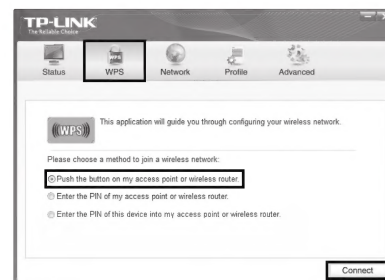 TP-LINK
The Reliable Choice
Status
WPS
Network
Profile
Advanced
WPS
This application will guide you through configuring your wireless network.
Please choose a method to join a wireless network:
Push the button on my access point or wireless router.
Enter the PIN of my access point or wireless router.
Enter the PIN of this device into my access point or wireless router.
Connect